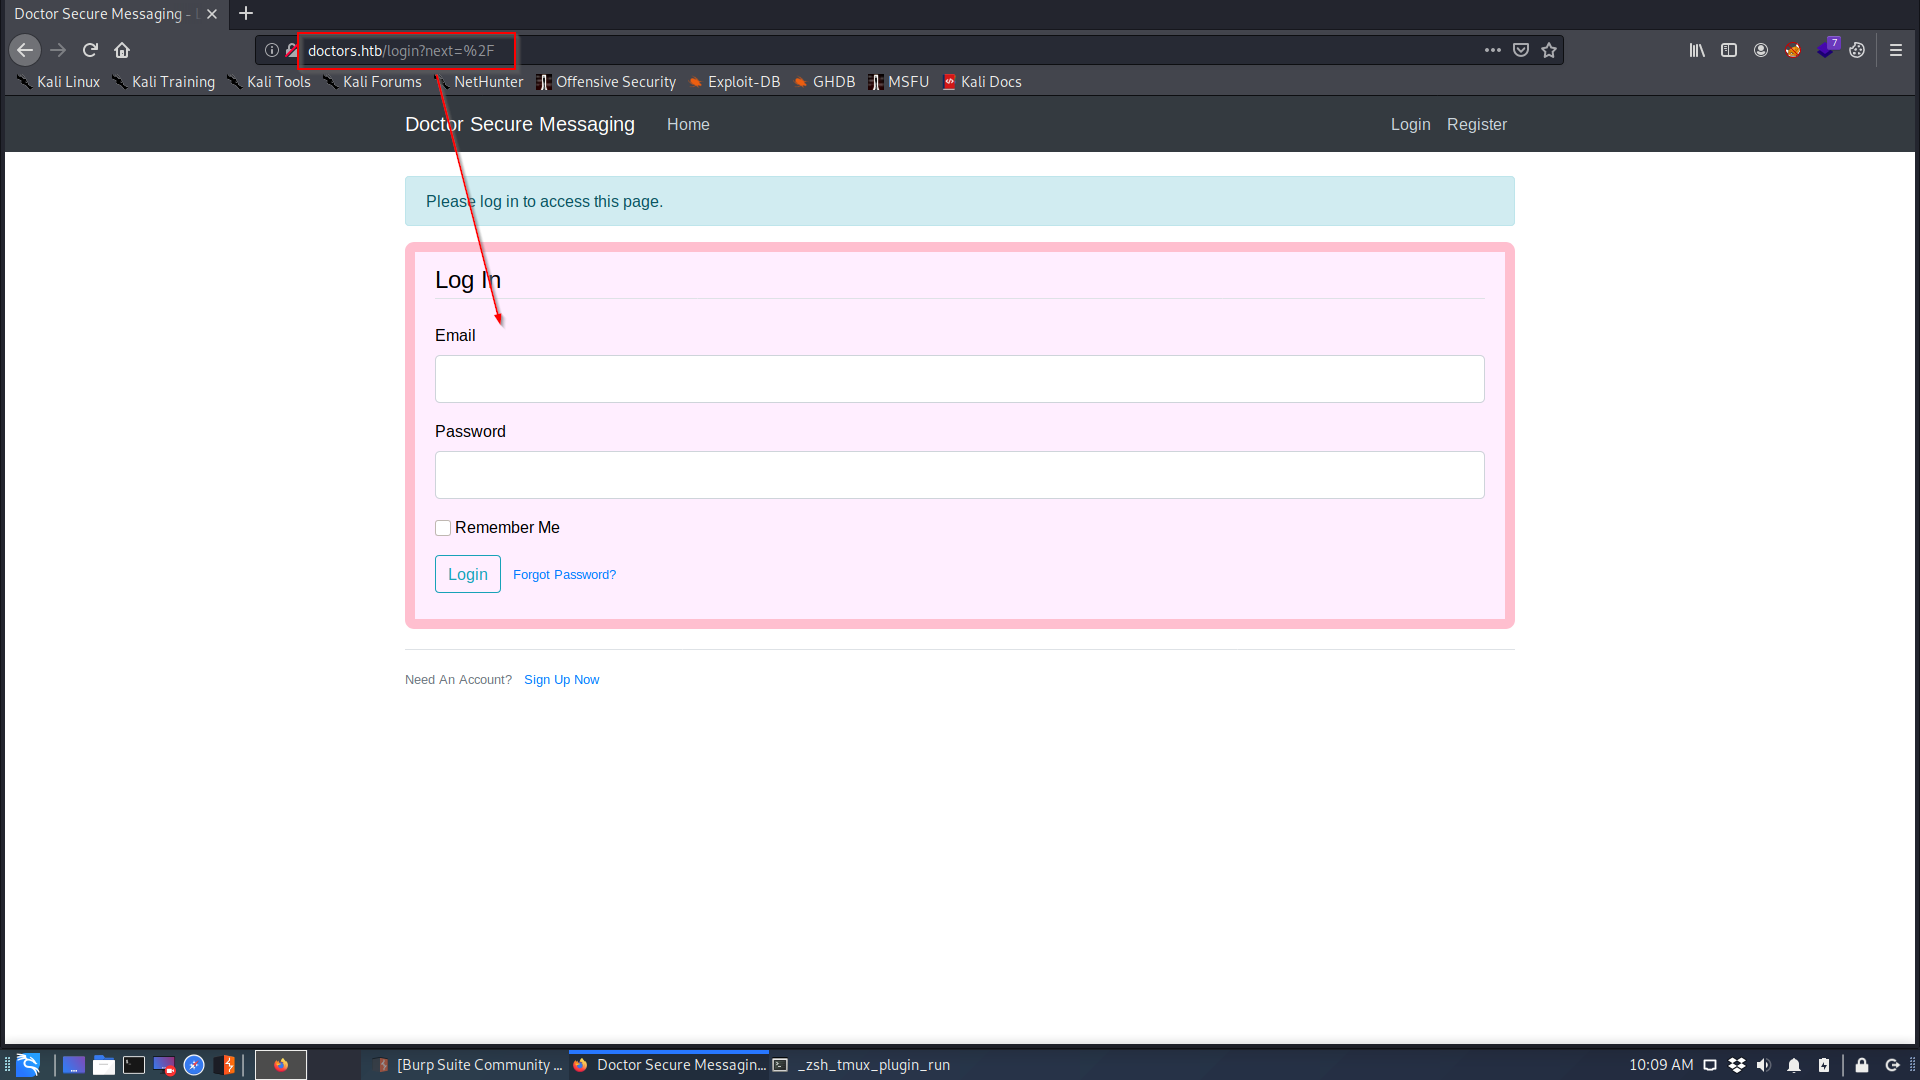 Doctor Secure Messaging -
doctors.htb/login?next=%2F
7
Kali Linux Kali Training Kali Tools Kali Forums NetHunter Offensive Security Exploit-DB GHDB MSFU Kali Docs
Doctor Secure Messaging Home Login Register
Please log in to access this page.
Log In
Email
Password
Remember Me
Login Forgot Password?
Need An Account? Sign Up Now
[Burp Suite Community ... Doctor Secure Messagin... _zsh_tmux_plugin_run 10:09 AM